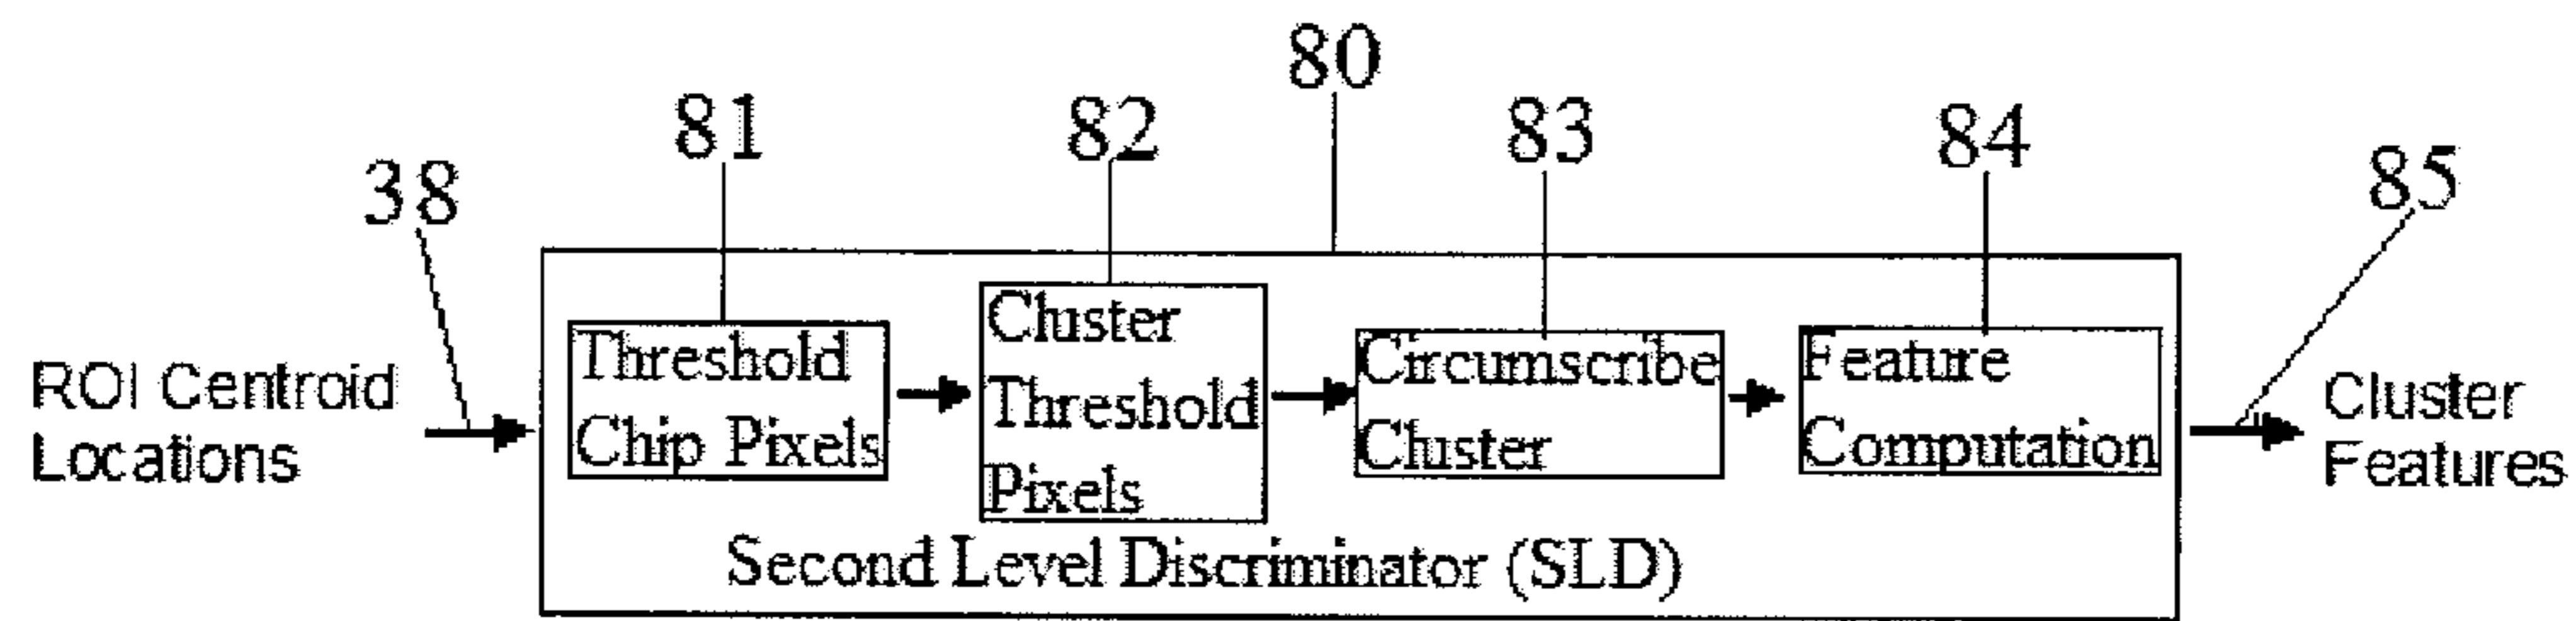 80
81
82
83
84
38
85
ROI Centroid
Locations
Threshold
Chip Pixels
Cluster
Threshold
Pixels
Circumscribe
Cluster
Feature
Computation
Cluster
Features
Second Level Discriminator (SLD)